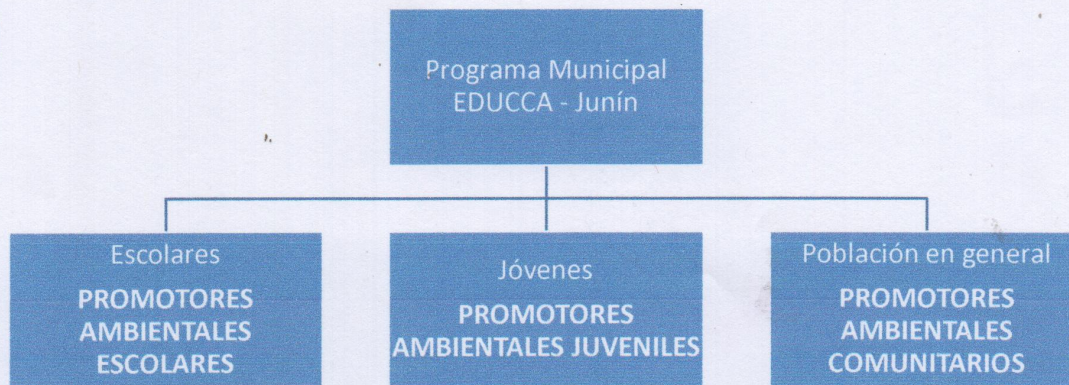 Programa Municipal
EDUCCA - Junín
Escolares
PROMOTORES
AMBIENTALES
ESCOLARES
Jóvenes
PROMOTORES
AMBIENTALES JUVENILES
Población en general
PROMOTORES
AMBIENTALES
COMUNITARIOS